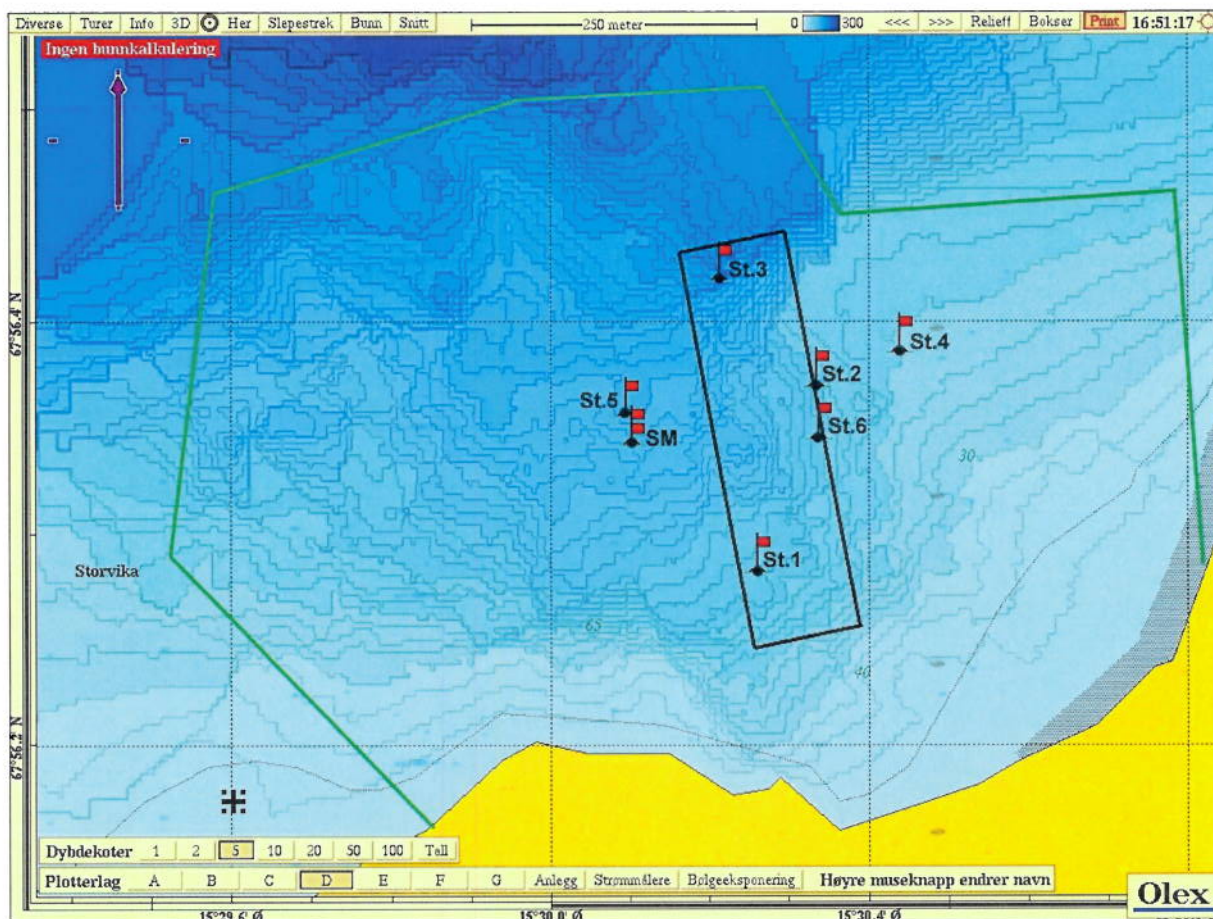 Diverse Turer Info 3D Her Slepestrek Bunn Snitt 250 meter 0 300 <<< >>> Relieff Bokser Print 16:51:17
Ingen bunnkalkulering
St.3
67°56.4' N
St.4
St.2
St.5
SM
St.6
30
St.1
Storvika
65
40
67°56.2' N
Dybdekoter 1 2 5 10 20 50 100 Tall
Plotterlag A B C D E F G Anlegg Strømmålere Bølgeeksponering Høyre museknapp endrer navn
Olex
15°29.6' Ø 15°30.0' Ø 15°30.4' Ø